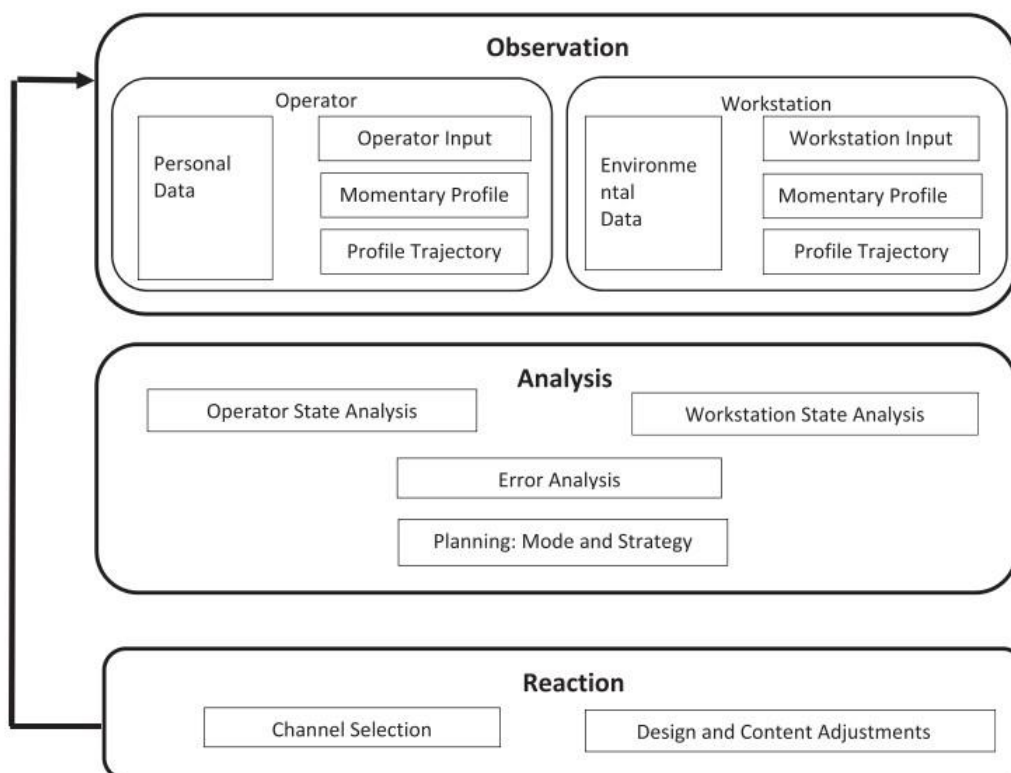 Observation
Operator
Personal
Data
Operator Input
Momentary Profile
Profile Trajectory
Workstation
Environme
ntal
Data
Workstation Input
Momentary Profile
Profile Trajectory
Analysis
Operator State Analysis
Workstation State Analysis
Error Analysis
Planning: Mode and Strategy
Reaction
Channel Selection
Design and Content Adjustments